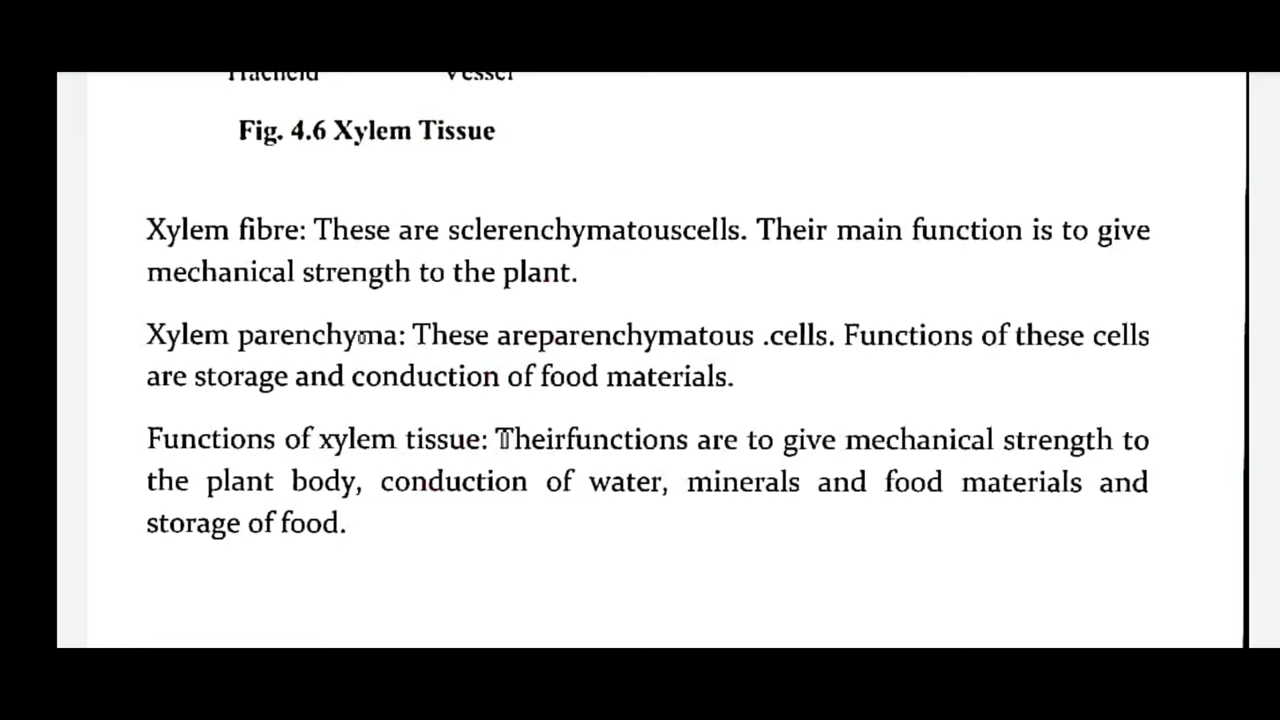 Tracheid Vessel
Fig. 4.6 Xylem Tissue
Xylem fibre: These are sclerenchymatouscells. Their main function is to give
mechanical strength to the plant.
Xylem parenchyma: These areparenchymatous .cells. Functions of these cells
are storage and conduction of food materials.
Functions of xylem tissue: Theirfunctions are to give mechanical strength to
the plant body, conduction of water, minerals and food materials and
storage of food.